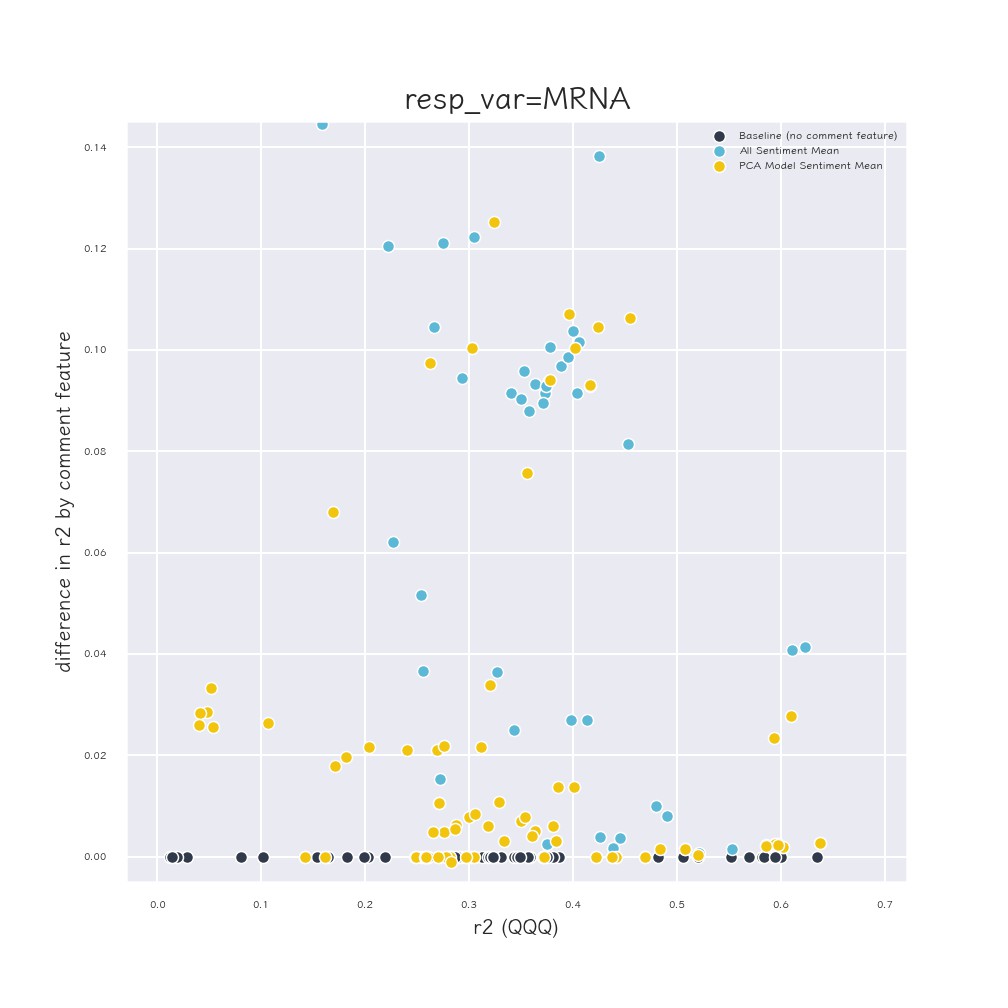 resp_var=MRNA
Baseline (no comment feature)
All Sentiment Mean
PCA Model Sentiment Mean
difference in r2 by comment feature
0.14
0.12
0.10
0.08
0.06
0.04
0.02
0.00
0.0 0.1 0.2 0.3 0.4 0.5 0.6 0.7
r2 (QQQ)